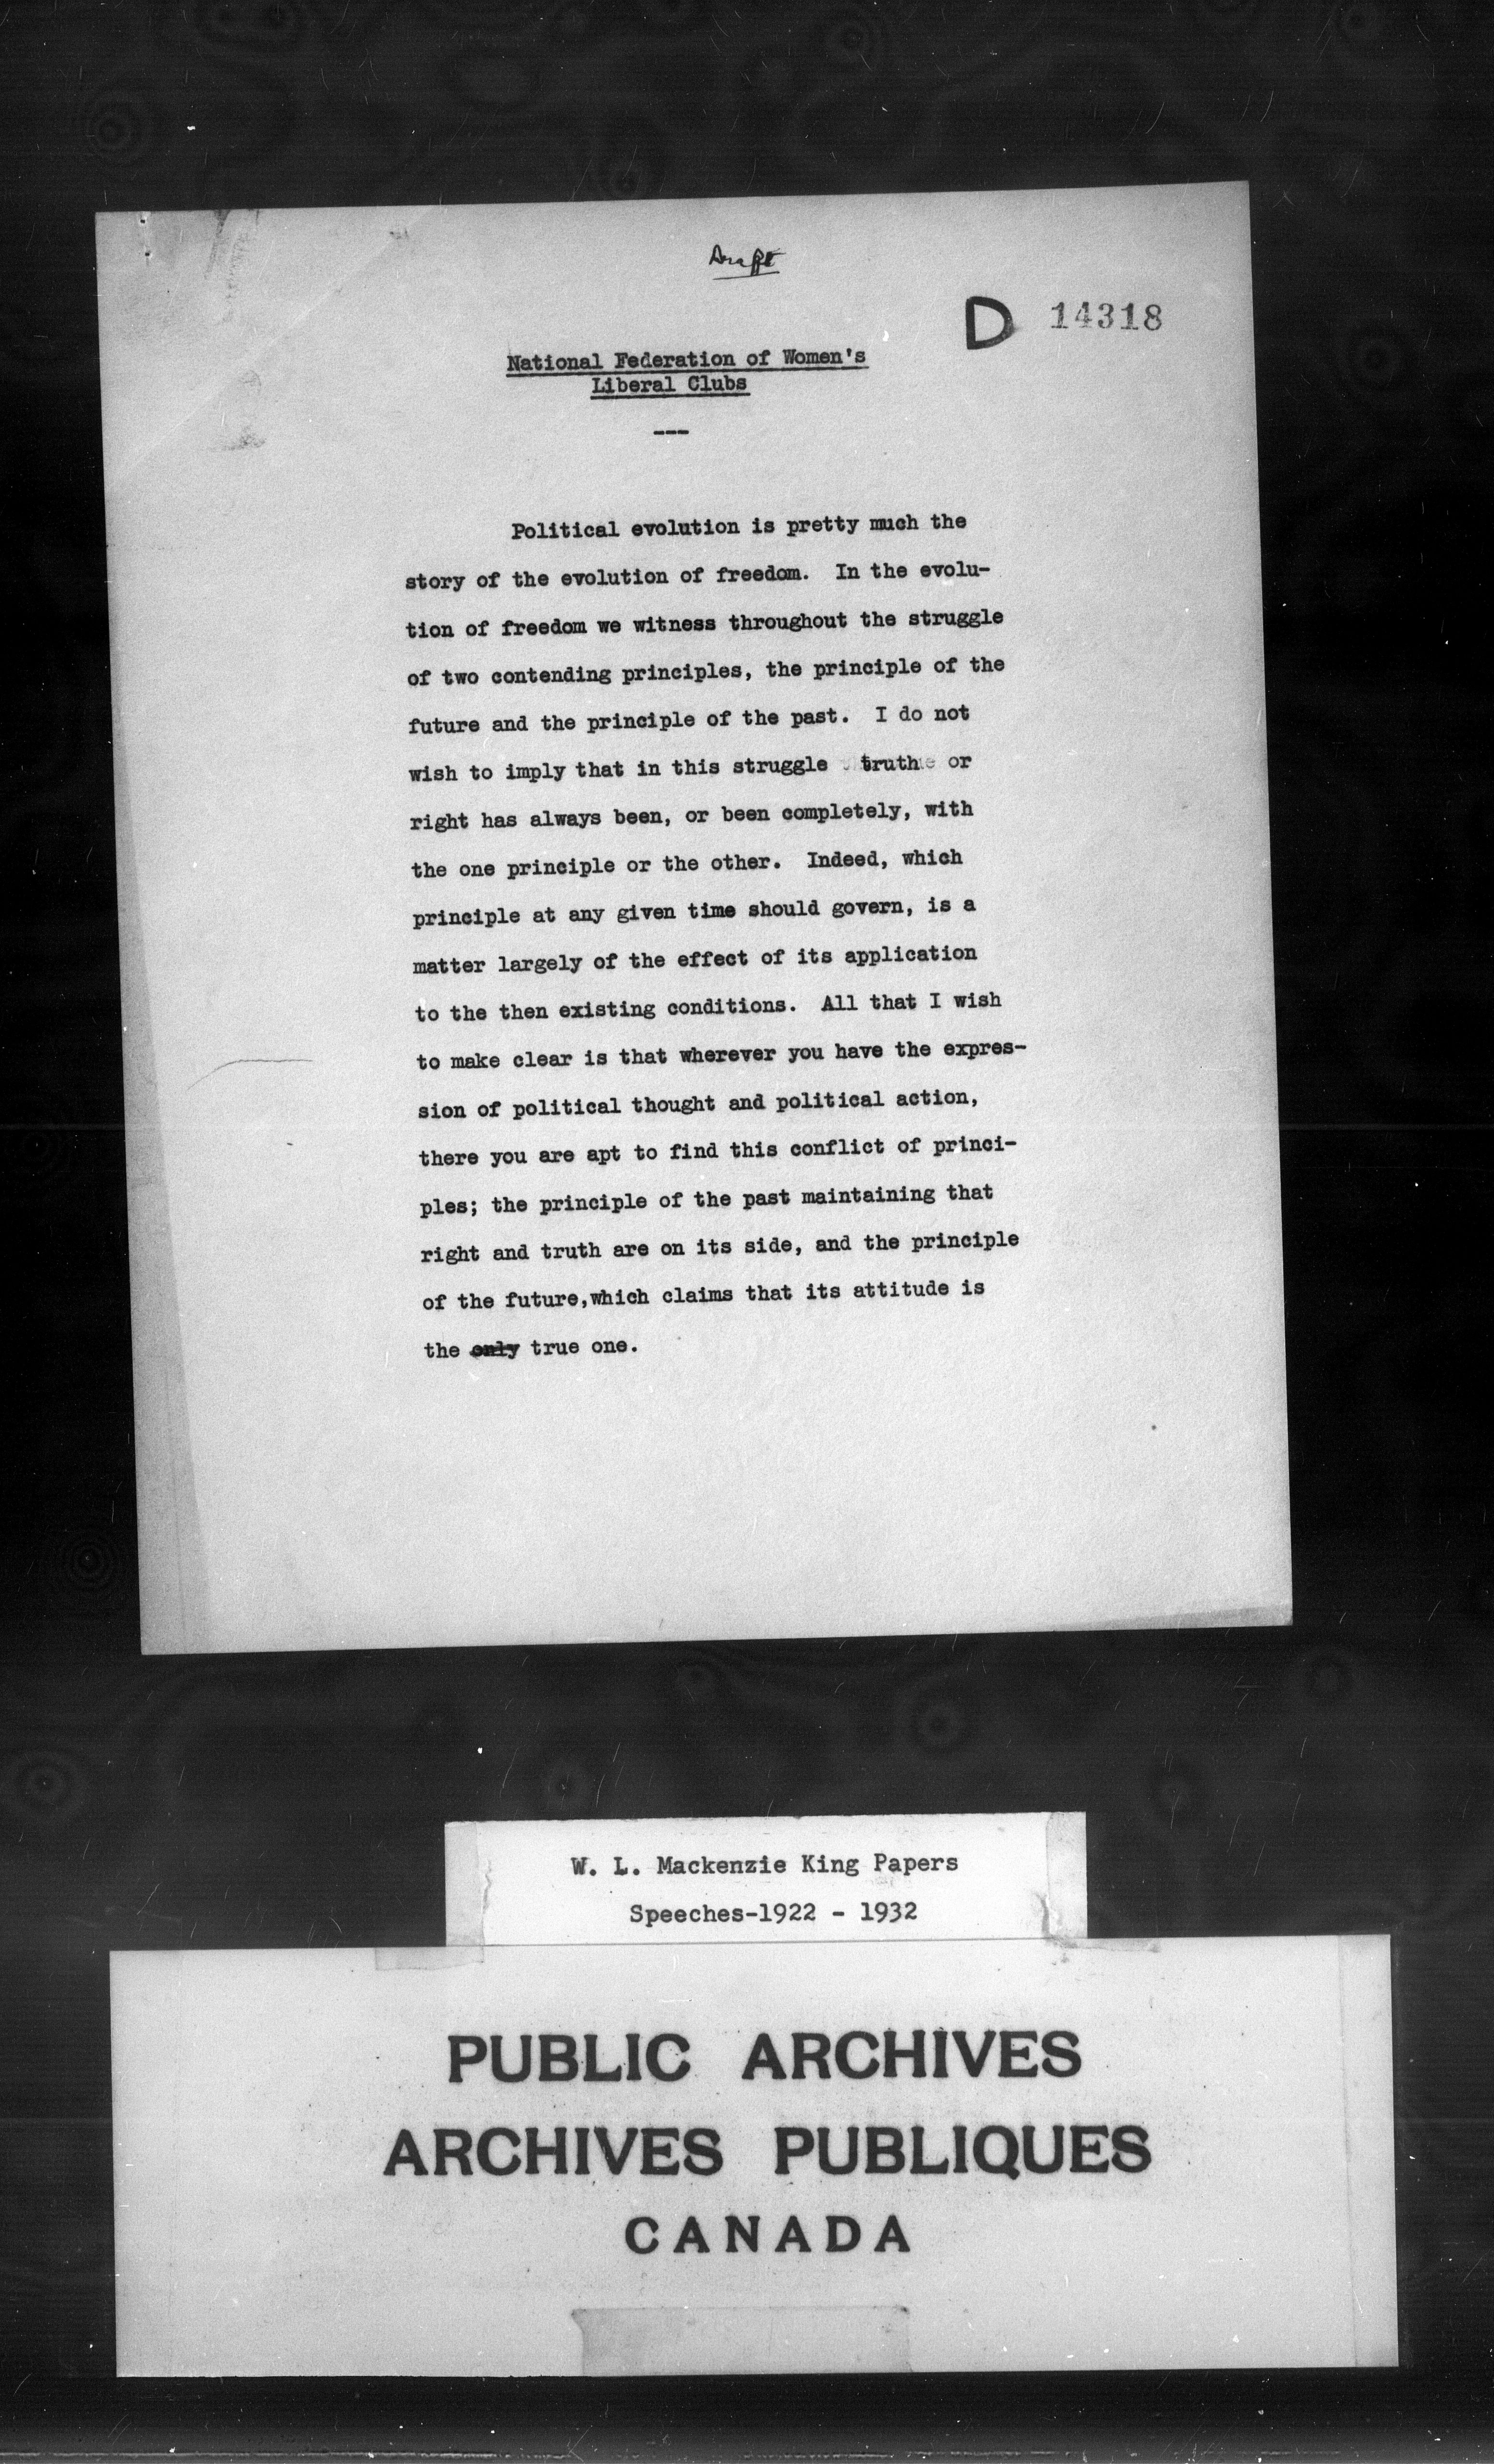 Draft
D 14318
National Federation of Women's
Liberal Clubs
---
Political evolution is pretty much the
story of the evolution of freedom. In the evolu-
tion of freedom we witness throughout the struggle
of two contending principles, the principle of the
future and the principle of the past. I do not
wish to imply that in this struggle truth or
right has always been, or been completely, with
the one principle or the other. Indeed, which
principle at any given time should govern, is a
matter largely of the effect of its application
to the then existing conditions. All that I wish
to make clear is that wherever you have the expres-
sion of political thought and political action,
there you are apt to find this conflict of princi-
ples; the principle of the past maintaining that
right and truth are on its side, and the principle
of the future,which claims that its attitude is
the only true one.
W. L. Mackenzie King Papers
Speeches-1922 - 1932
PUBLIC ARCHIVES
ARCHIVES PUBLIQUES
CANADA